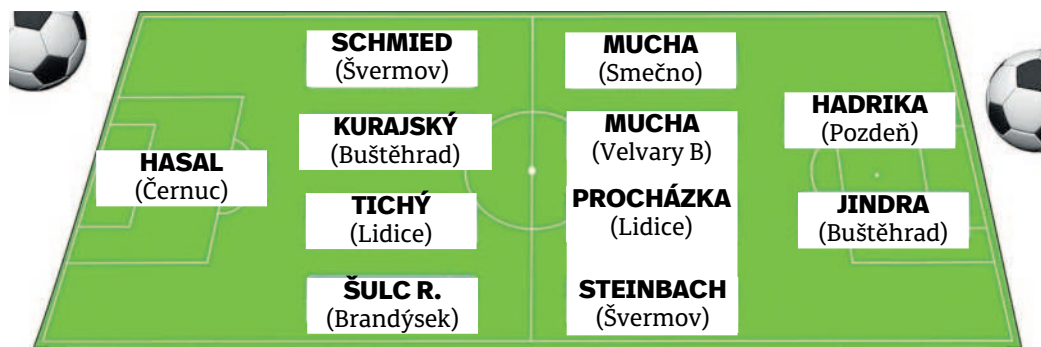 HASAL
(Černuc)
SCHMIED
(Švermov)
KURAJSKÝ
(Buštěhrad)
TICHÝ
(Lidice)
ŠULC R.
(Brandýsek)
MUCHA
(Smečno)
MUCHA
(Velvary B)
PROCHÁZKA
(Lidice)
STEINBACH
(Švermov)
HADRIKA
(Pozdeň)
JINDRA
(Buštěhrad)